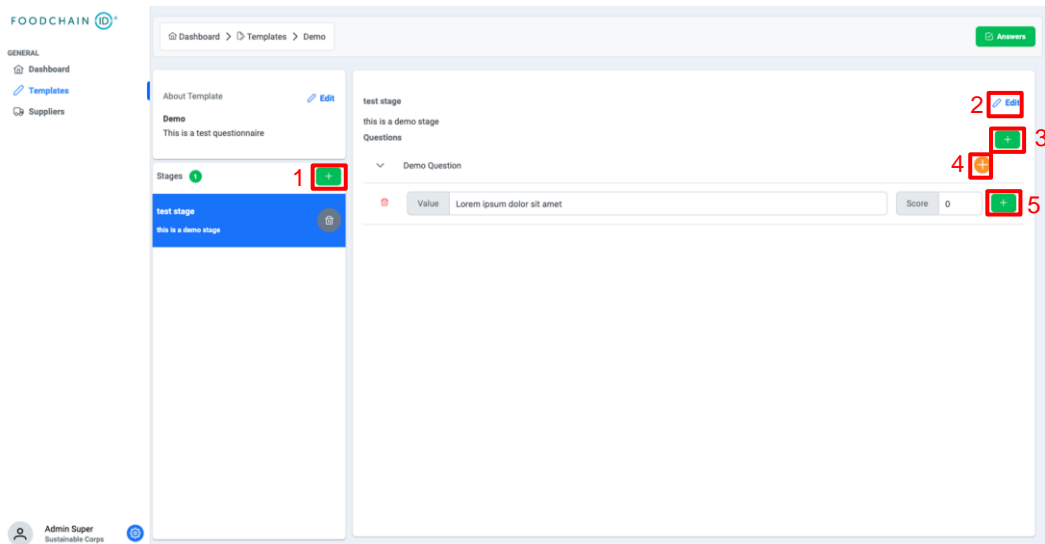 FOODCHAIN ID
GENERAL
Dashboard
Templates
Suppliers
Dashboard > Templates > Demo
Answers
About Template
Edit
Demo
This is a test questionnaire
Stages 1
1
+
test stage
this is a demo stage
test stage
2
Edit
this is a demo stage
Questions
+
3
Demo Question
4
+
Value
Lorem ipsum dolor sit amet
Score
0
+
5
Admin Super
Sustainable Corps